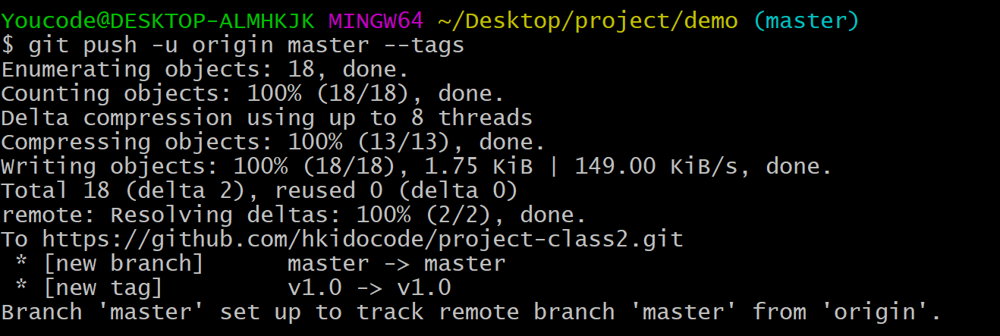 Youcode@DESKTOP-ALMHKJK MINGW64 ~/Desktop/project/demo (master)
$ git push -u origin master --tags
Enumerating objects: 18, done.
Counting objects: 100% (18/18), done.
Delta compression using up to 8 threads
Compressing objects: 100% (13/13), done.
Writing objects: 100% (18/18), 1.75 KiB | 149.00 KiB/s, done.
Total 18 (delta 2), reused 0 (delta 0)
remote: Resolving deltas: 100% (2/2), done.
To https://github.com/hkidocode/project-class2.git
 * [new branch]      master -> master
 * [new tag]         v1.0 -> v1.0
Branch 'master' set up to track remote branch 'master' from 'origin'.